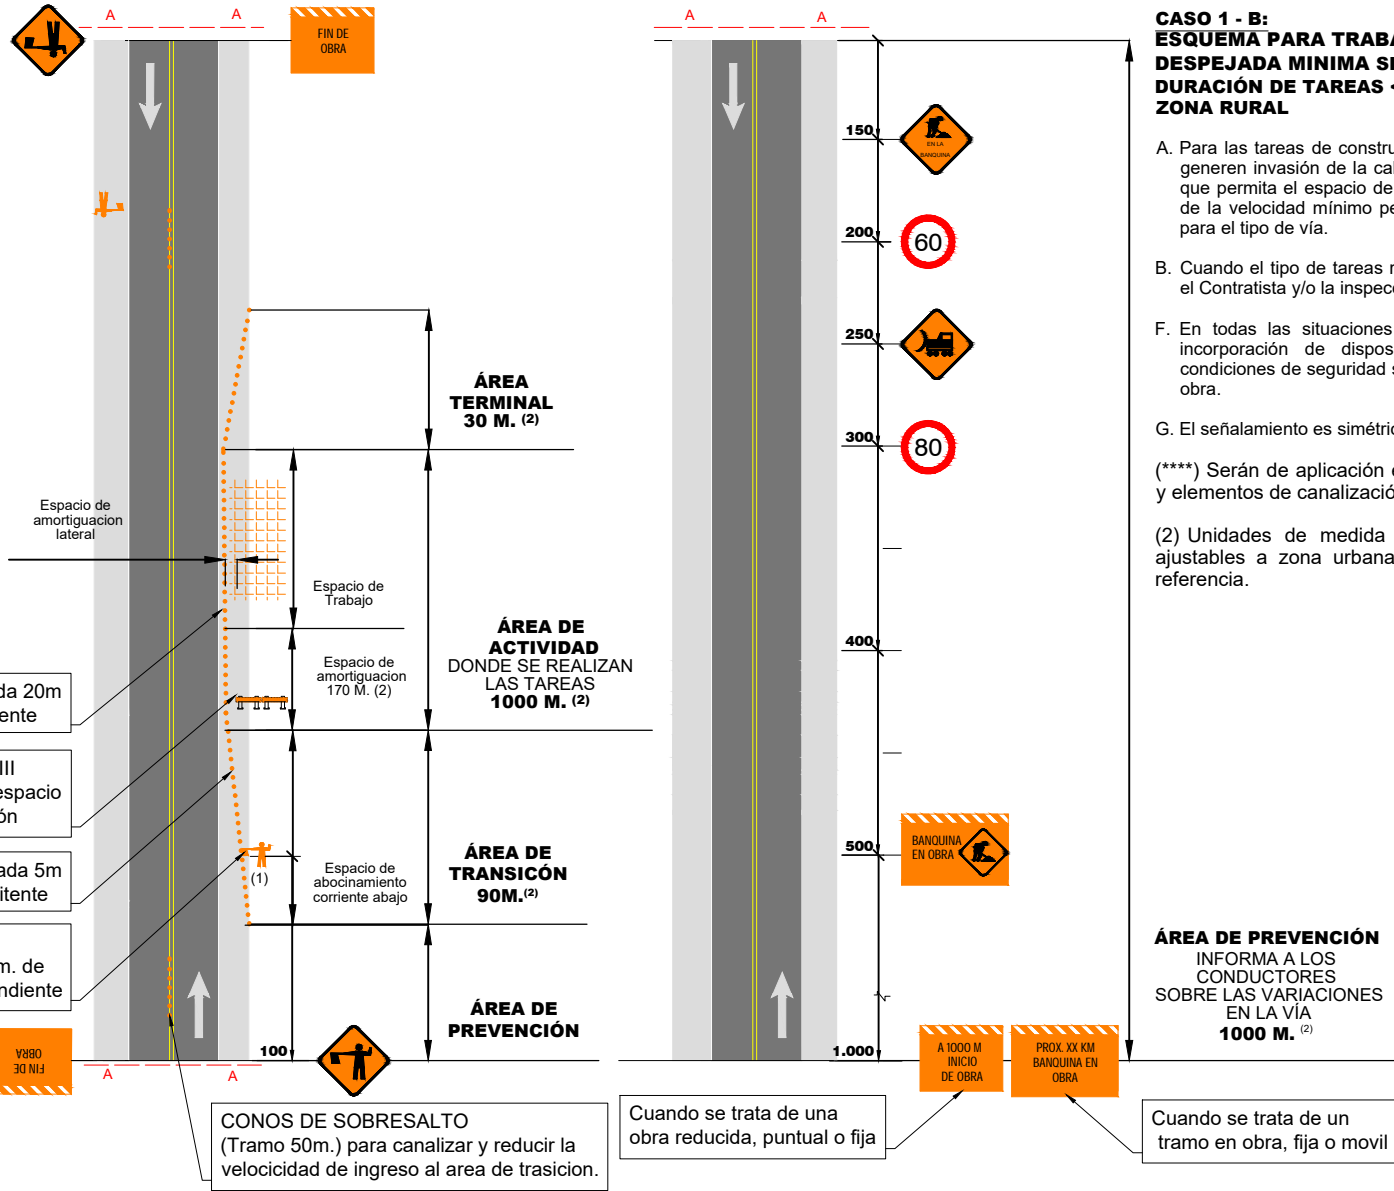 A
A
FIN DE
OBRA
ÁREA
TERMINAL
30 M. (2)
Espacio de
amortiguacion
lateral
Espacio de
Trabajo
ÁREA DE
ACTIVIDAD
DONDE SE REALIZAN
LAS TAREAS
1000 M. (2)
Espacio de
amortiguacion
170 M. (2)
da 20m
ente
III
espacio
ón
ada 5m
itente
m. de
ndiente
(1)
Espacio de
abocinamiento
corriente abajo
ÁREA DE
TRANSICÓN
90M.(2)
ÁREA DE
PREVENCIÓN
100
FIN DE
OBRA
A
A
CONOS DE SOBRESALTO
(Tramo 50m.) para canalizar y reducir la
velocicidad de ingreso al area de trasicion.
A
A
150
EN LA
BANQUINA
200
60
250
300
80
400
500
BANQUINA
EN OBRA
1.000
A 1000 M
INICIO
DE OBRA
PROX. XX KM
BANQUINA EN
OBRA
Cuando se trata de una
obra reducida, puntual o fija
Cuando se trata de un
tramo en obra, fija o movil
CASO 1 - B:
ESQUEMA PARA TRABA
DESPEJADA MINIMA SI
DURACIÓN DE TAREAS <
ZONA RURAL
A. Para las tareas de constru
generen invasión de la cal
que permita el espacio de
de la velocidad mínimo pe
para el tipo de vía.
B. Cuando el tipo de tareas r
el Contratista y/o la inspecc
F. En todas las situaciones
incorporación de dispos
condiciones de seguridad s
obra.
G. El señalamiento es simétric
(****) Serán de aplicación e
y elementos de canalizació
(2) Unidades de medida
ajustables a zona urbana
referencia.
ÁREA DE PREVENCIÓN
INFORMA A LOS
CONDUCTORES
SOBRE LAS VARIACIONES
EN LA VÍA
1000 M. (2)